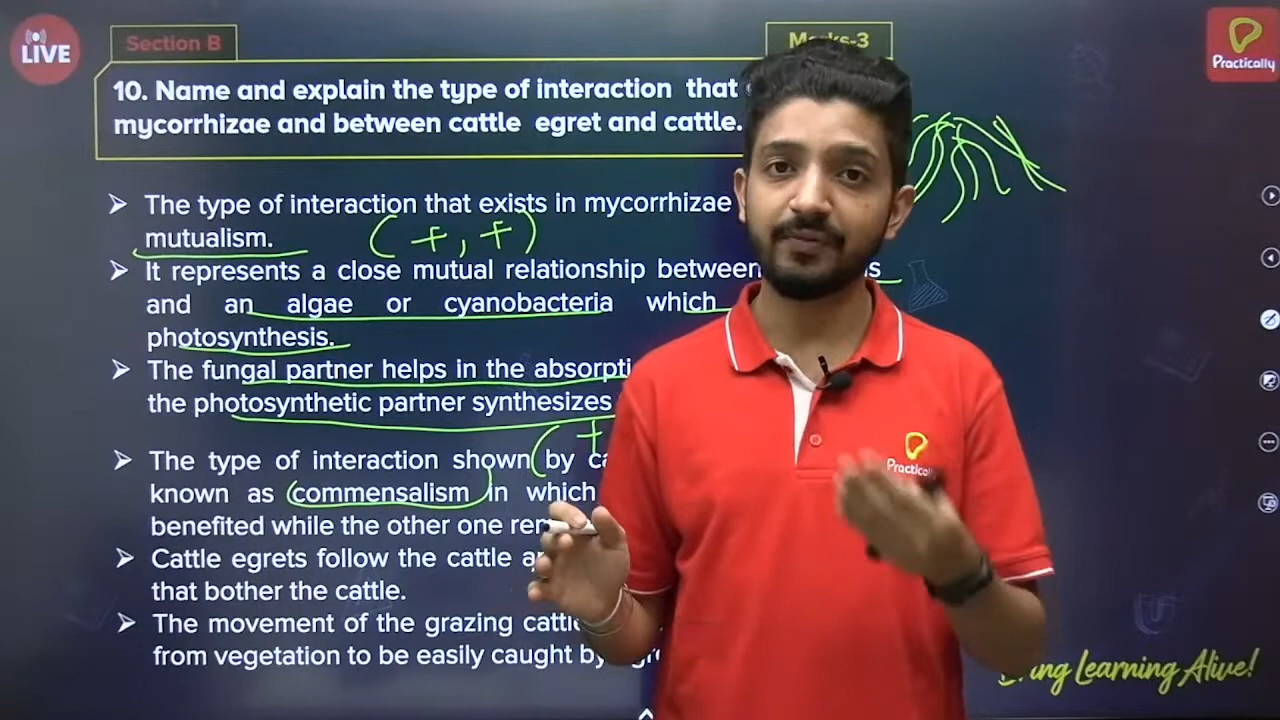 LIVE
Section B
Marks-3
Practically
10. Name and explain the type of interaction that
mycorrhizae and between cattle egret and cattle.
➤ The type of interaction that exists in mycorrhizae
mutualism. (+, +)
➤ It represents a close mutual relationship between
and an algae or cyanobacteria which
photosynthesis.
➤ The fungal partner helps in the
the photosynthetic partner synthesizes
(+
➤ The type of interaction shown by
known as commensalism in which
benefited while the other one
➤ Cattle egrets follow the cattle
that bother the cattle.
➤ The movement of the grazing
from vegetation to be easily caught by
Practically
Learning Alive!